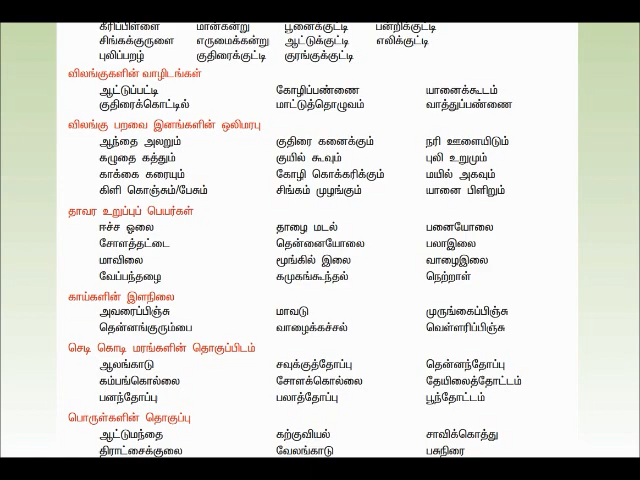 கீரிப்பிள்ளை மான்கன்று பூனைக்குட்டி பன்றிக்குட்டி
சிங்கக்குருளை எருமைக்கன்று ஆட்டுக்குட்டி எலிக்குட்டி
புலிப்பறழ் குதிரைக்குட்டி குரங்குக்குட்டி
விலங்குகளின் வாழிடங்கள்
ஆட்டுப்பட்டி கோழிப்பண்ணை யானைக்கூடம்
குதிரைக்கொட்டில் மாட்டுத்தொழுவம் வாத்துப்பண்ணை
விலங்கு பறவை இனங்களின் ஒலிமரபு
ஆந்தை அலறும் குதிரை கனைக்கும் நரி ஊளையிடும்
கழுதை கத்தும் குயில் கூவும் புலி உறுமும்
காக்கை கரையும் கோழி கொக்கரிக்கும் மயில் அகவும்
கிளி கொஞ்சும்/பேசும் சிங்கம் முழங்கும் யானை பிளிறும்
தாவர உறுப்புப் பெயர்கள்
ஈச்ச ஓலை தாழை மடல் பனையோலை
சோளத்தட்டை தென்னையோலை பலாஇலை
மாவிலை மூங்கில் இலை வாழைஇலை
வேப்பந்தழை கமுகங்கூந்தல் நெற்றாள்
காய்களின் இளநிலை
அவரைப்பிஞ்சு மாவடு முருங்கைப்பிஞ்சு
தென்னங்குரும்பை வாழைக்கச்சல் வெள்ளரிப்பிஞ்சு
செடி கொடி மரங்களின் தொகுப்பிடம்
ஆலங்காடு சவுக்குத்தோப்பு தென்னந்தோப்பு
கம்பங்கொல்லை சோளக்கொல்லை தேயிலைத்தோட்டம்
பனந்தோப்பு பலாத்தோப்பு பூந்தோட்டம்
பொருள்களின் தொகுப்பு
ஆட்டுமந்தை கற்குவியல் சாவிக்கொத்து
திராட்சைக்குலை வேலங்காடு பசுநிரை